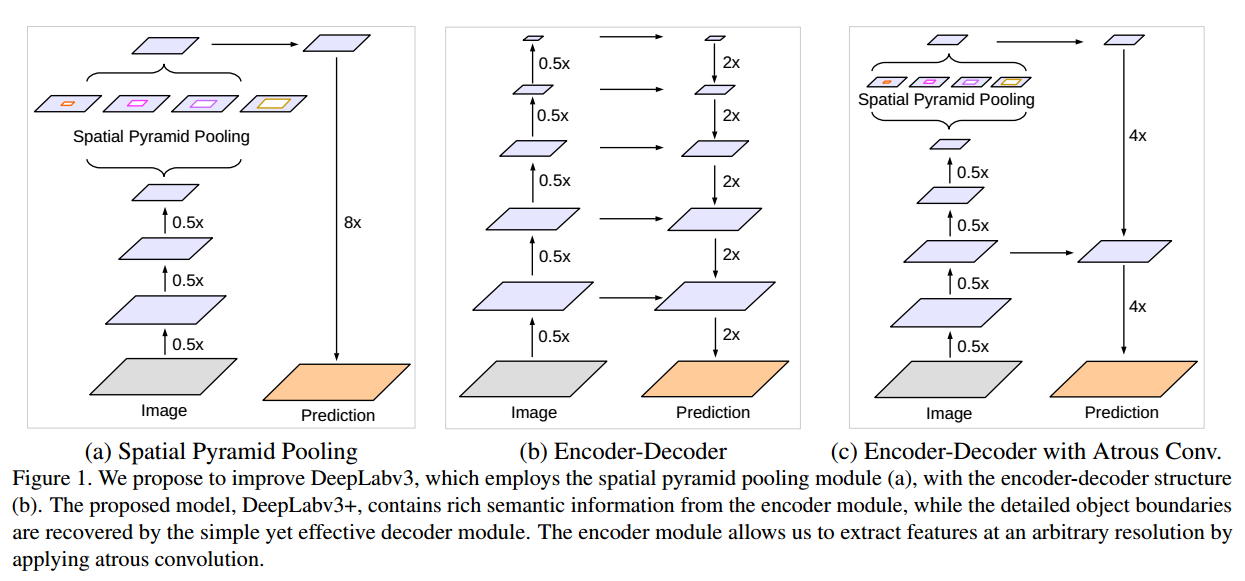 Spatial Pyramid Pooling
0.5x
0.5x
0.5x
8x
Image
Prediction
(a) Spatial Pyramid Pooling
0.5x
2x
0.5x
2x
0.5x
2x
0.5x
2x
0.5x
2x
Image
Prediction
(b) Encoder-Decoder
Spatial Pyramid Pooling
4x
0.5x
0.5x
0.5x
4x
0.5x
Image
Prediction
(c) Encoder-Decoder with Atrous Conv.
Figure 1. We propose to improve DeepLabv3, which employs the spatial pyramid pooling module (a), with the encoder-decoder structure
(b). The proposed model, DeepLabv3+, contains rich semantic information from the encoder module, while the detailed object boundaries
are recovered by the simple yet effective decoder module. The encoder module allows us to extract features at an arbitrary resolution by
applying atrous convolution.